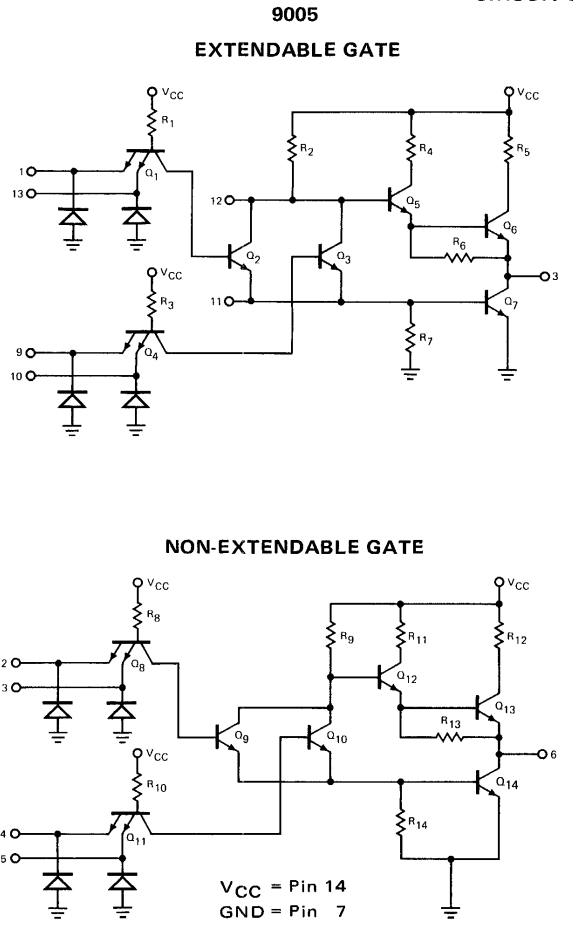 9005
EXTENDABLE GATE
VCC
VCC
R1
R2
R4
R5
1
Q1
13
12
Q5
Q6
Q2
Q3
R6
VCC
3
R3
11
Q7
R7
9
Q4
10
NON-EXTENDABLE GATE
VCC
VCC
R8
R9
R11
R12
2
Q8
Q12
3
Q13
R13
Q9
Q10
VCC
6
R10
Q14
4
Q11
R14
5
VCC = Pin 14
GND = Pin 7